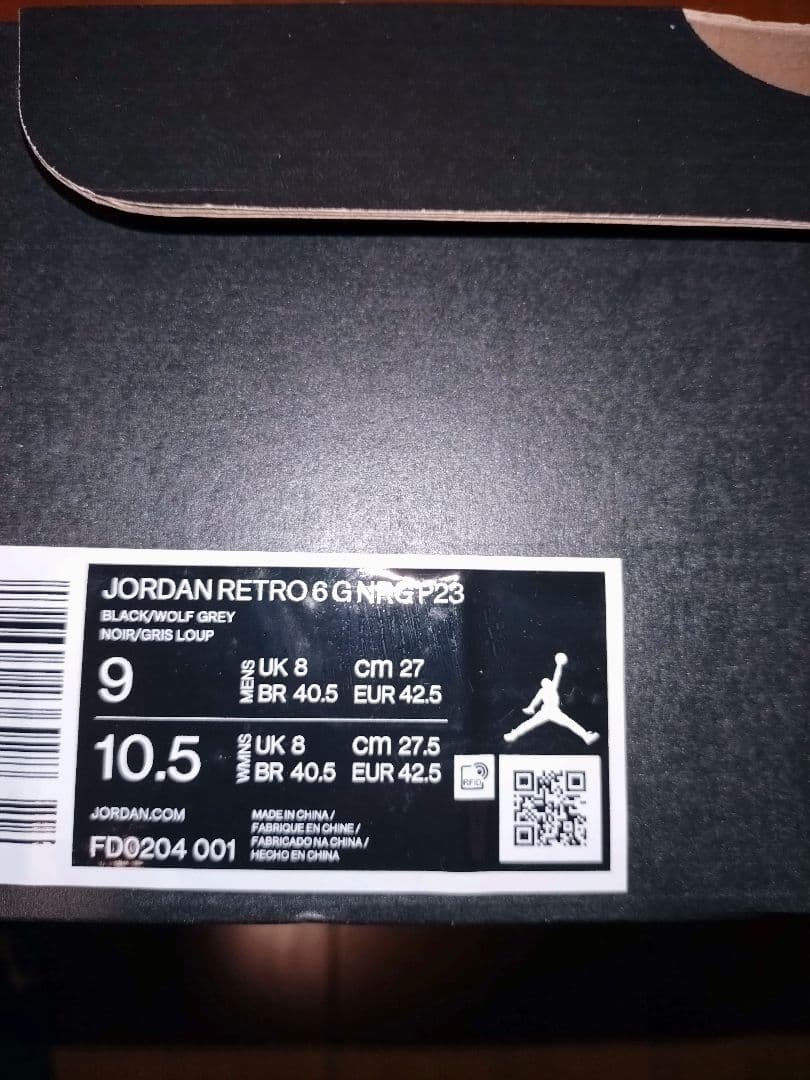 JORDAN RETRO 6 G NRG P23
BLACK/WOLF GREY
NOIR/GRIS LOUP
9 MENS UK 8 cm 27
BR 40.5 EUR 42.5
10.5 WMNS UK 8 cm 27.5
BR 40.5 EUR 42.5
RFID
JORDAN.COM
FD0204 001
MADE IN CHINA /
FABRIQUE EN CHINE /
FABRICADO NA CHINA /
HECHO EN CHINA